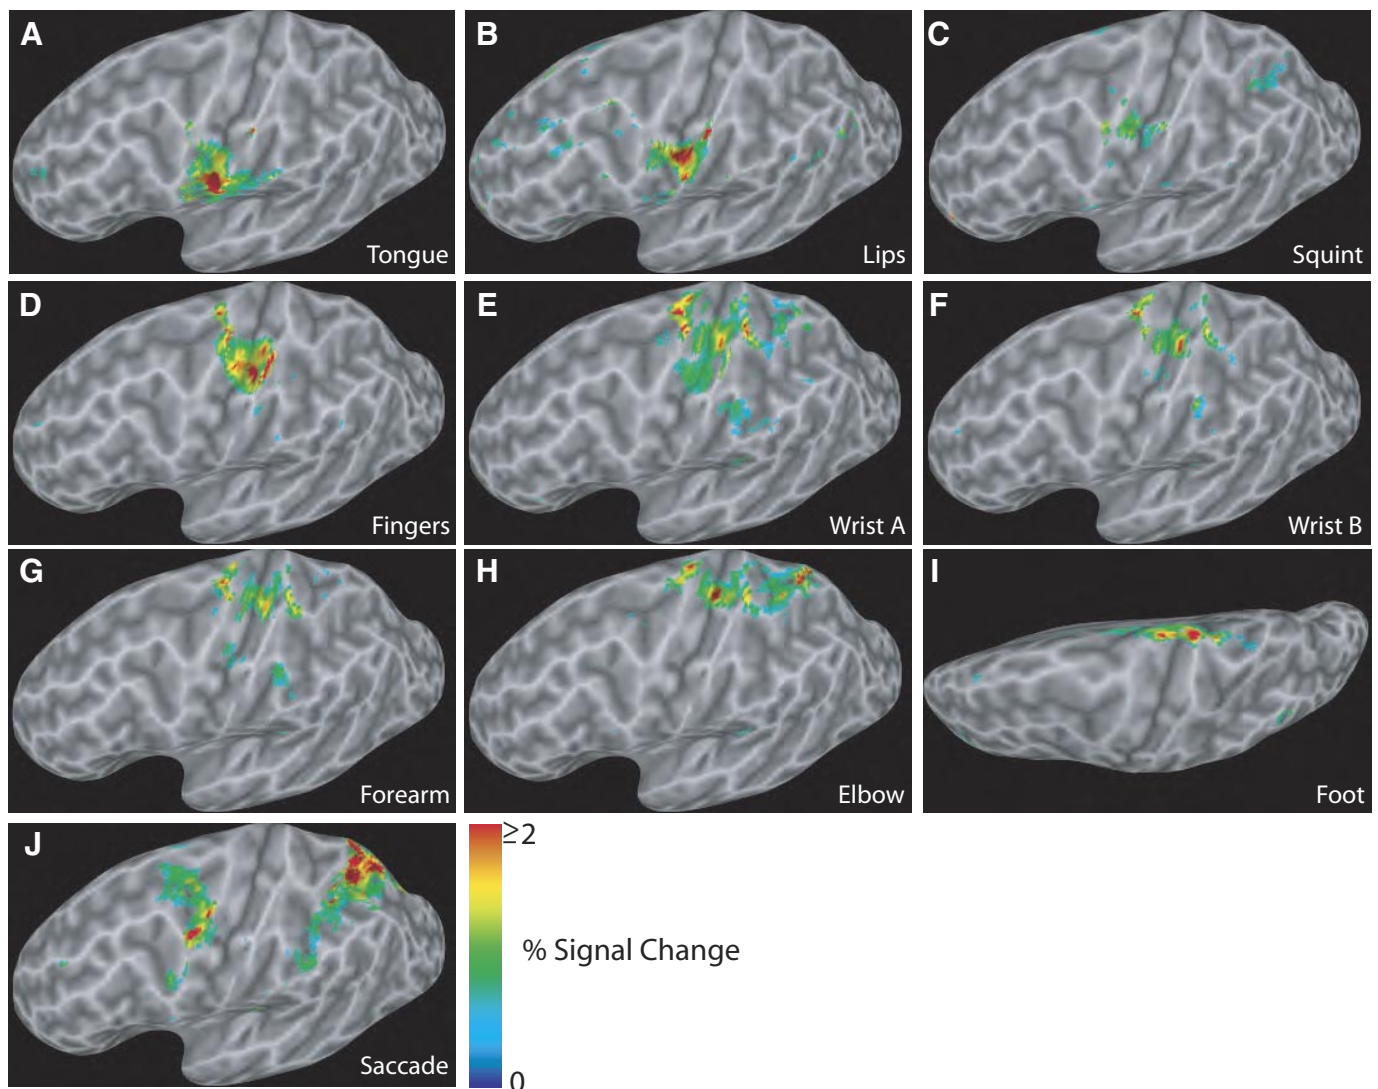 A
B
C
Tongue
Lips
Squint
D
E
F
Fingers
Wrist A
Wrist B
G
H
I
Forearm
Elbow
Foot
J
≥2
% Signal Change
Saccade
0